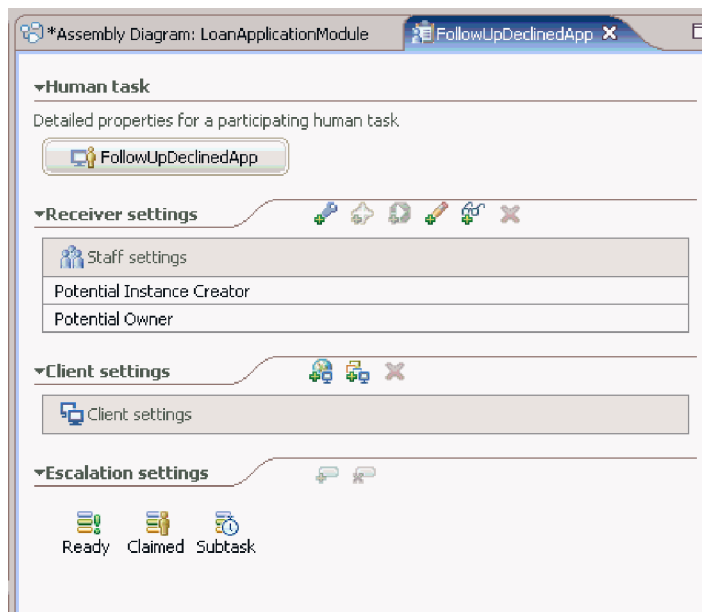 *Assembly Diagram: LoanApplicationModule
FollowUpDeclinedApp
Human task
Detailed properties for a participating human task
FollowUpDeclinedApp
Receiver settings
Staff settings
Potential Instance Creator
Potential Owner
Client settings
Client settings
Escalation settings
Ready Claimed Subtask